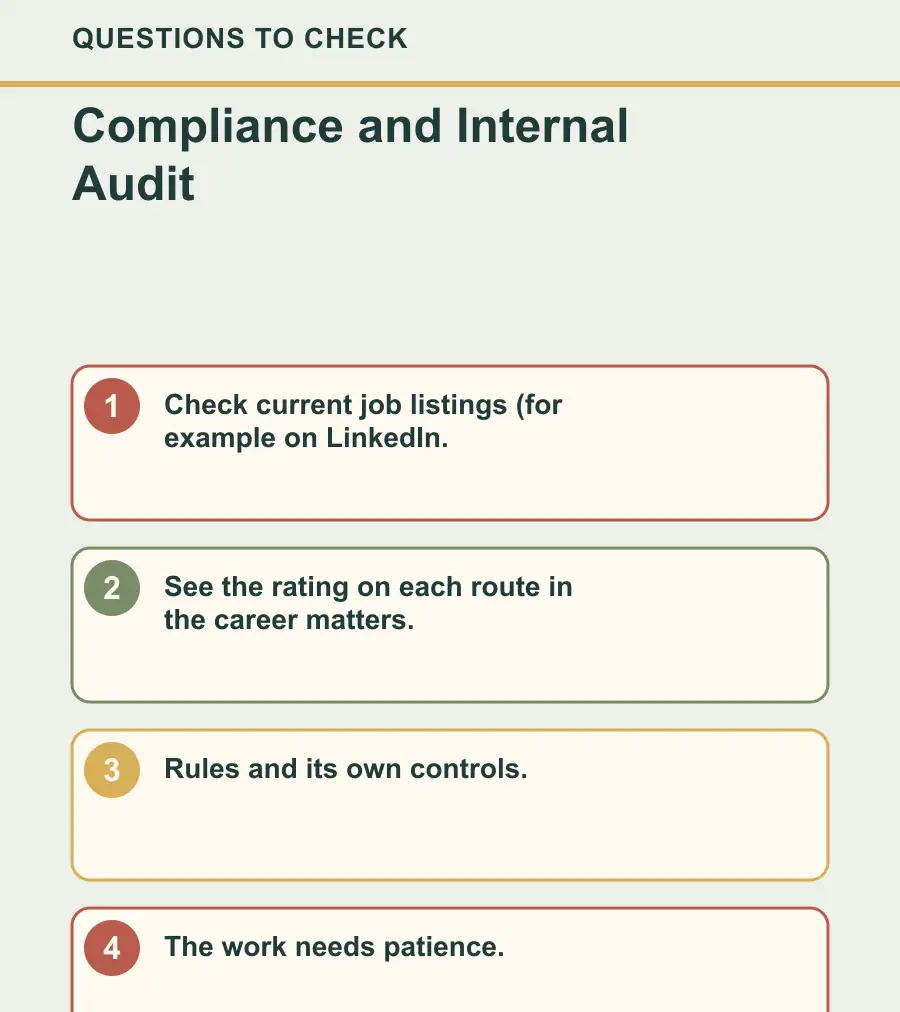 QUESTIONS TO CHECK
Compliance and Internal
Audit
1
Check current job listings (for
example on LinkedIn.
2
See the rating on each route in
the career matters.
3
Rules and its own controls.
4
The work needs patience.